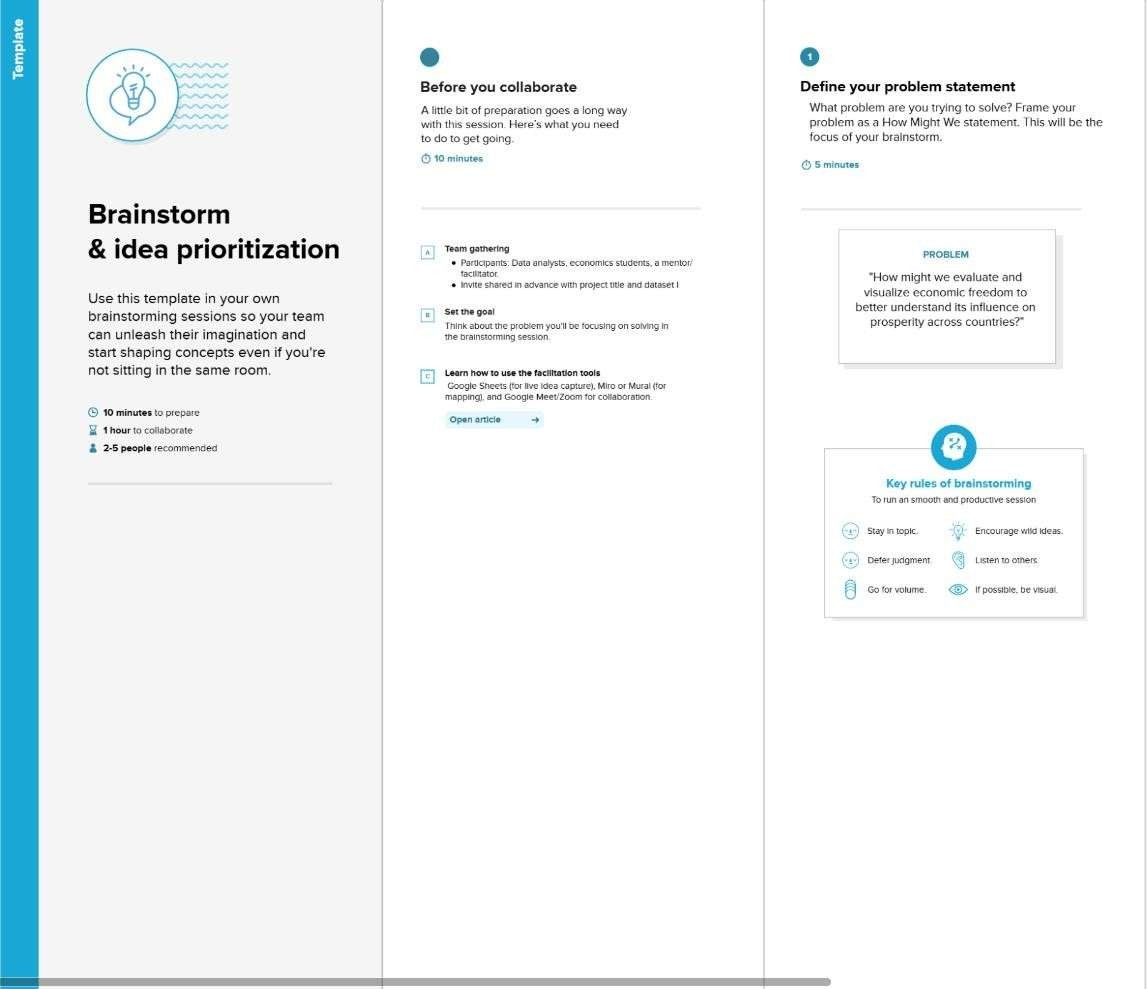 Template
Brainstorm
& idea prioritization
Use this template in your own
brainstorming sessions so your team
can unleash their imagination and
start shaping concepts even if you're
not sitting in the same room.
10 minutes to prepare
1 hour to collaborate
2-5 people recommended
Before you collaborate
A little bit of preparation goes a long way
with this session. Here's what you need
to do to get going.
10 minutes
A
Team gathering
Participants: Data analysts, economics students, a mentor/
facilitator.
Invite shared in advance with project title and dataset l
B
Set the goal
Think about the problem you'll be focusing on solving in
the brainstorming session.
C
Learn how to use the facilitation tools
Google Sheets (for live idea capture), Miro or Mural (for
mapping), and Google Meet/Zoom for collaboration.
Open article →
1
Define your problem statement
What problem are you trying to solve? Frame your
problem as a How Might We statement. This will be the
focus of your brainstorm.
5 minutes
PROBLEM
"How might we evaluate and
visualize economic freedom to
better understand its influence on
prosperity across countries?"
Key rules of brainstorming
To run an smooth and productive session
Stay in topic.
Encourage wild ideas.
Defer judgment.
Listen to others.
Go for volume.
If possible, be visual.